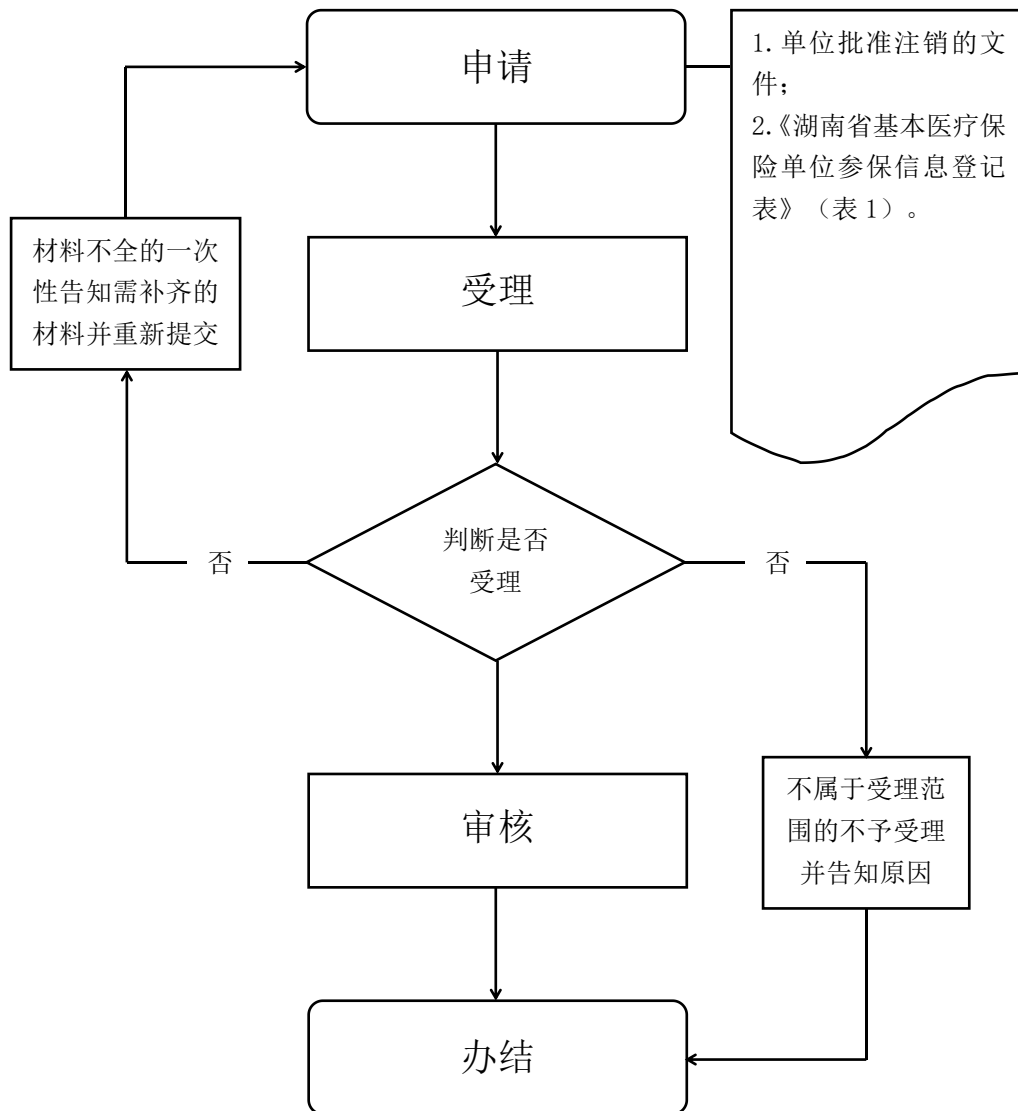 申请
1.单位批准注销的文
件；
2.《湖南省基本医疗保
险单位参保信息登记
表》（表1）。
材料不全的一次
性告知需补齐的
材料并重新提交
受理
判断是否
受理
否
否
审核
不属于受理范
围的不予受理
并告知原因
办结